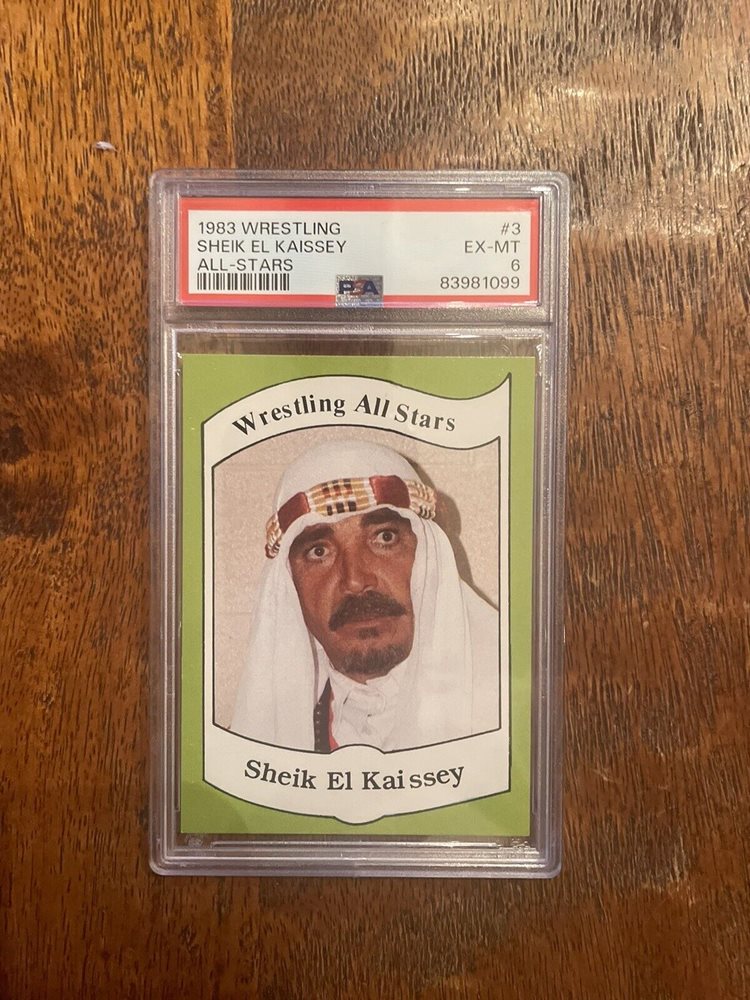 1983 WRESTLING #3
SHEIK EL KAISSEY EX-MT
ALL-STARS 6
PSA 83981099
Wrestling All Stars
Sheik El Kaissey